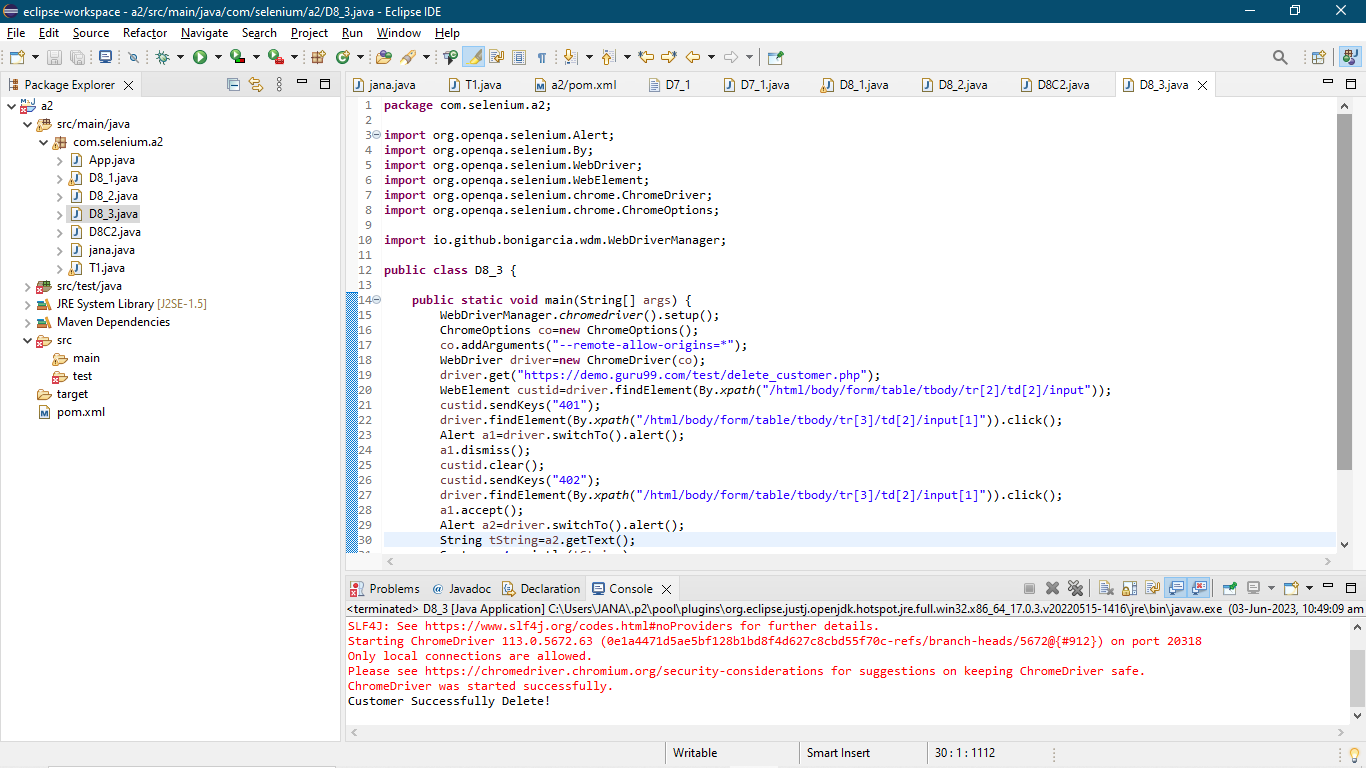 eclipse-workspace - a2/src/main/java/com/selenium/a2/D8_3.java - Eclipse IDE
File Edit Source Refactor Navigate Search Project Run Window Help
Package Explorer
a2
src/main/java
com.selenium.a2
App.java
D8_1.java
D8_2.java
D8_3.java
D8C2.java
jana.java
T1.java
src/test/java
JRE System Library [J2SE-1.5]
Maven Dependencies
src
main
test
target
pom.xml
jana.java T1.java a2/pom.xml D7_1 D7_1.java D8_1.java D8_2.java D8C2.java D8_3.java
1 package com.selenium.a2;
2
3 import org.openqa.selenium.Alert;
4 import org.openqa.selenium.By;
5 import org.openqa.selenium.WebDriver;
6 import org.openqa.selenium.WebElement;
7 import org.openqa.selenium.chrome.ChromeDriver;
8 import org.openqa.selenium.chrome.ChromeOptions;
9
10 import io.github.bonigarcia.wdm.WebDriverManager;
11
12 public class D8_3 {
13
14 public static void main(String[] args) {
15 WebDriverManager.chromedriver().setup();
16 ChromeOptions co=new ChromeOptions();
17 co.addArguments("--remote-allow-origins=*");
18 WebDriver driver=new ChromeDriver(co);
19 driver.get("https://demo.guru99.com/test/delete_customer.php");
20 WebElement custid=driver.findElement(By.xpath("/html/body/form/table/tbody/tr[2]/td[2]/input"));
21 custid.sendKeys("401");
22 driver.findElement(By.xpath("/html/body/form/table/tbody/tr[3]/td[2]/input[1]")).click();
23 Alert a1=driver.switchTo().alert();
24 a1.dismiss();
25 custid.clear();
26 custid.sendKeys("402");
27 driver.findElement(By.xpath("/html/body/form/table/tbody/tr[3]/td[2]/input[1]")).click();
28 a1.accept();
29 Alert a2=driver.switchTo().alert();
30 String tString=a2.getText();
Problems Javadoc Declaration Console
<terminated> D8_3 [Java Application] C:\Users\JANA\.p2\pool\plugins\org.eclipse.justj.openjdk.hotspot.jre.full.win32.x86_64_17.0.3.v20220515-1416\jre\bin\javaw.exe (03-Jun-2023, 10:49:09 am
SLF4J: See https://www.slf4j.org/codes.html#noProviders for further details.
Starting ChromeDriver 113.0.5672.63 (0e1a4471d5ae5bf128b1bd8f4d627c8cbd55f70c-refs/branch-heads/5672@{#912}) on port 20318
Only local connections are allowed.
Please see https://chromedriver.chromium.org/security-considerations for suggestions on keeping ChromeDriver safe.
ChromeDriver was started successfully.
Customer Successfully Delete!
Writable Smart Insert 30 : 1 : 1112